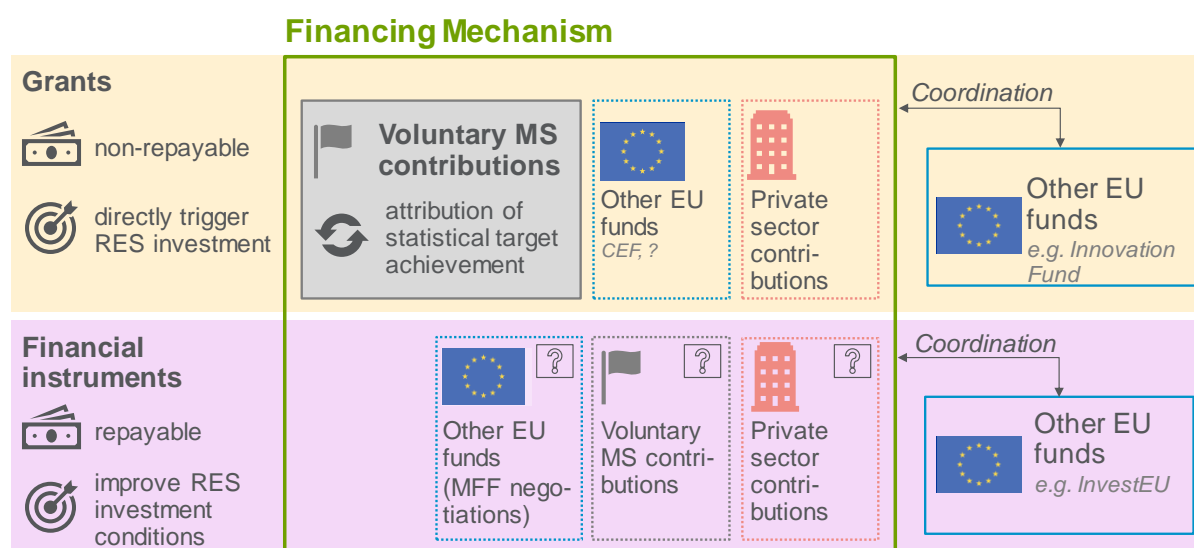 Financing Mechanism
Grants
non-repayable
directly trigger
RES investment
Voluntary MS
contributions
attribution of
statistical target
achievement
Other EU
funds
CEF, ?
Private
sector
contri-
butions
Coordination
Other EU
funds
e.g. Innovation
Fund
Financial
instruments
repayable
improve RES
investment
conditions
?
Other EU
funds
(MFF nego-
tiations)
?
Voluntary
MS contri-
butions
?
Private
sector
contri-
butions
Coordination
Other EU
funds
e.g. InvestEU